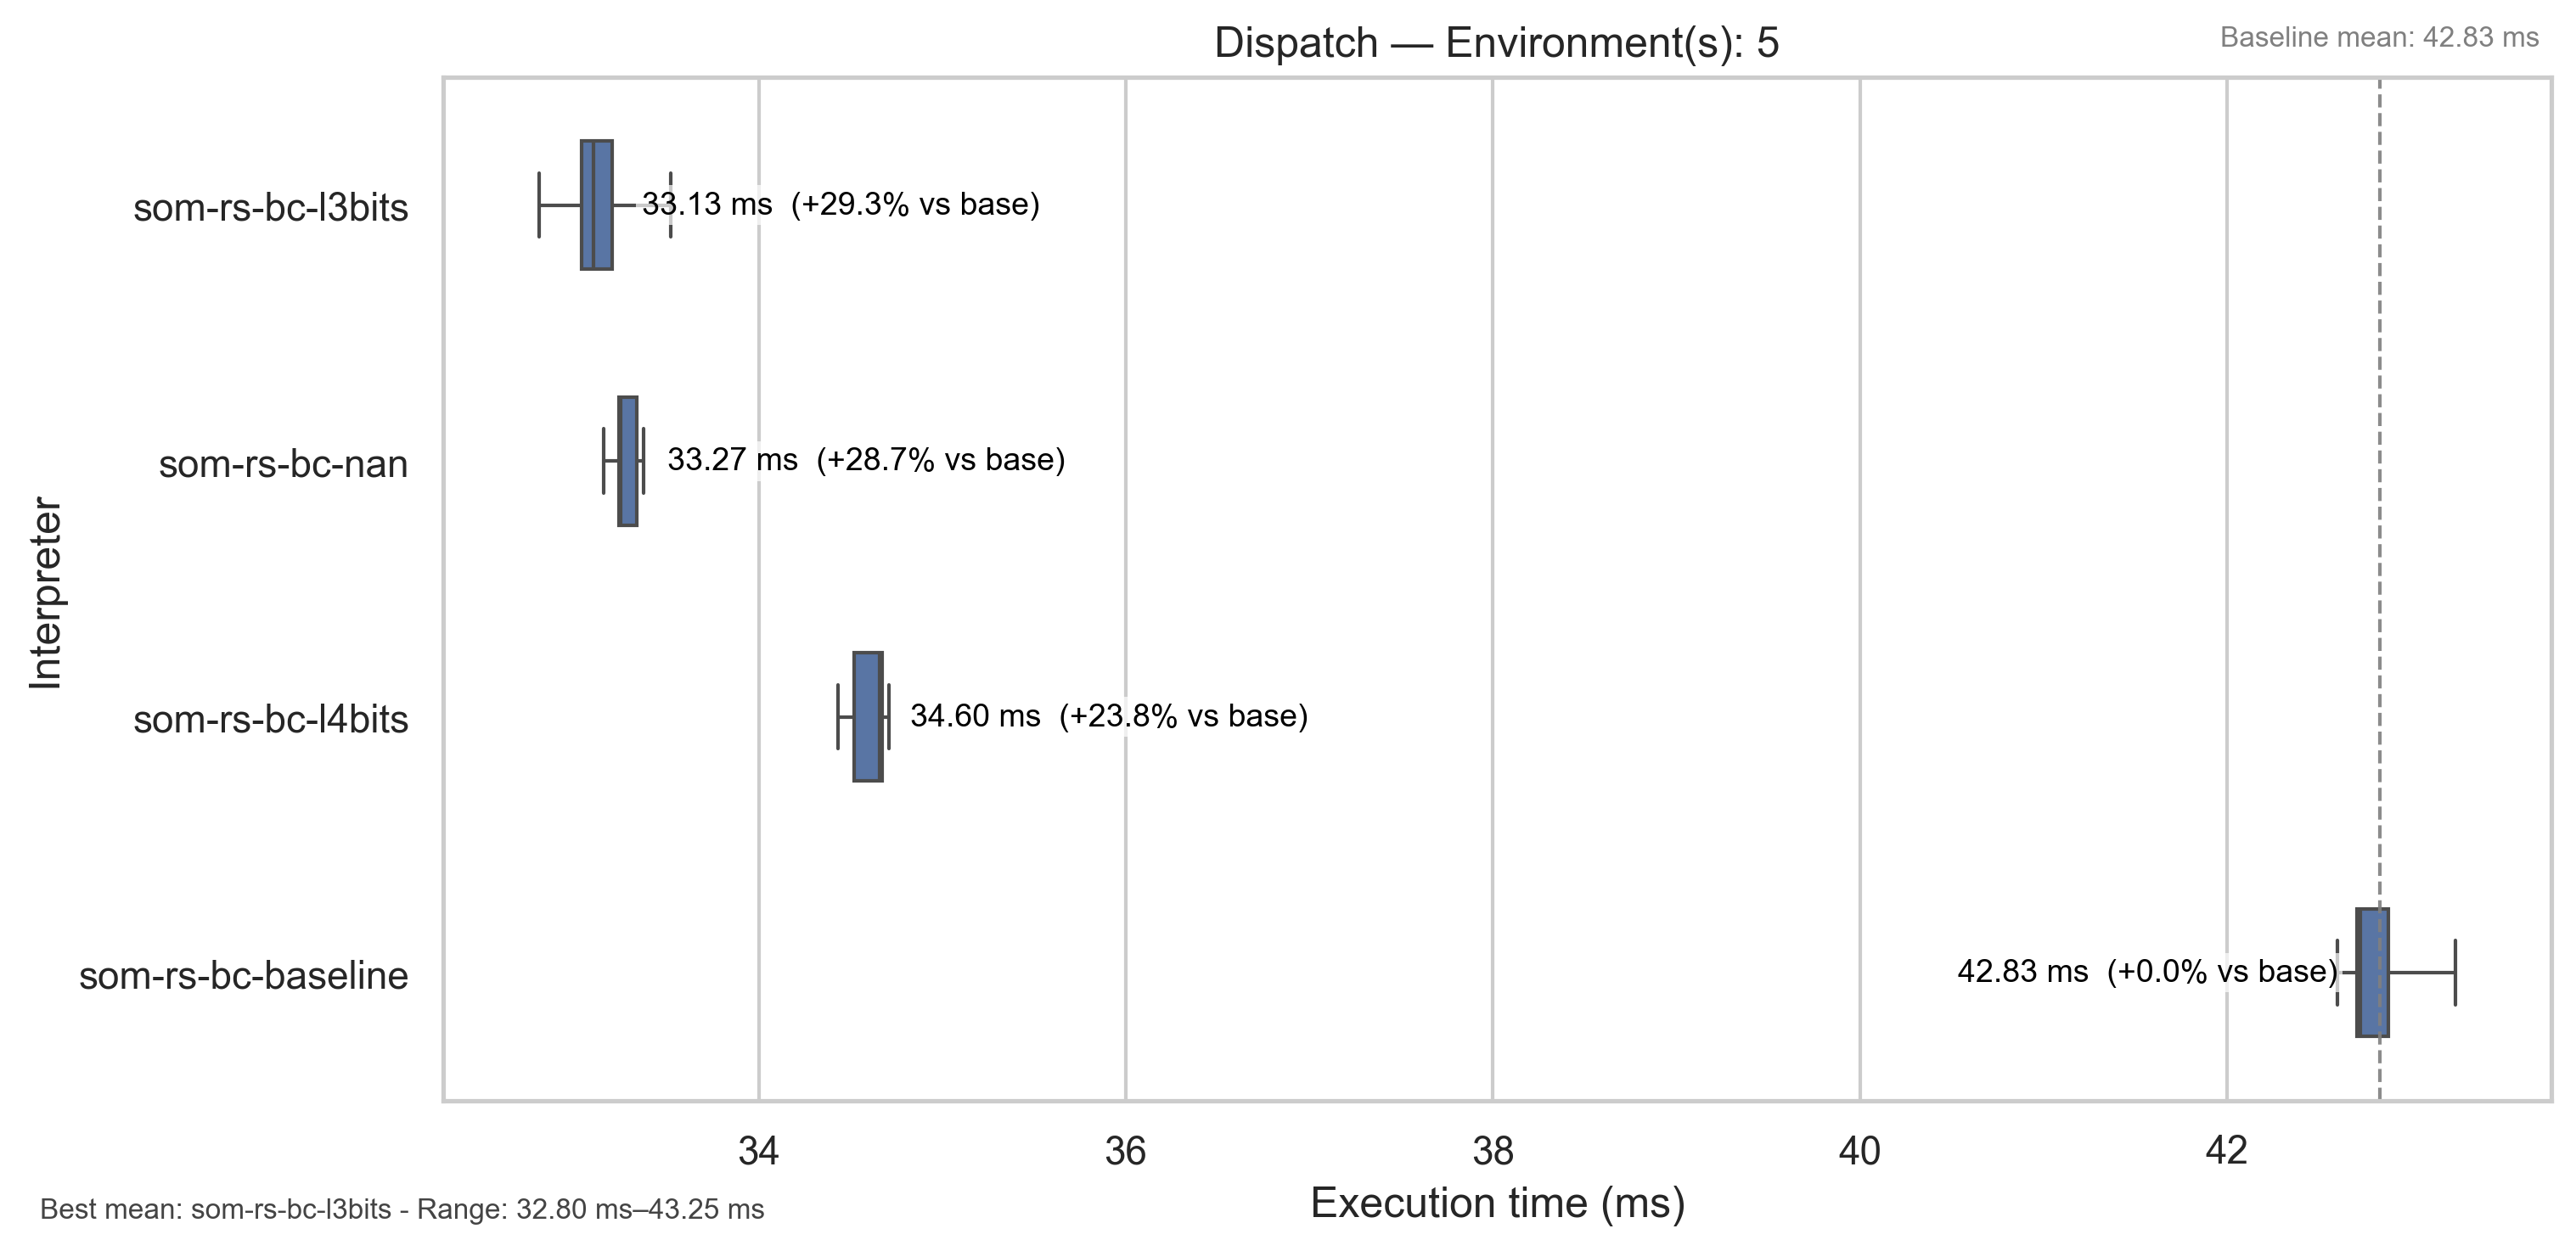 Dispatch — Environment(s): 5
Baseline mean: 42.83 ms
Interpreter
som-rs-bc-l3bits
33.13 ms (+29.3% vs base)
som-rs-bc-nan
33.27 ms (+28.7% vs base)
som-rs-bc-l4bits
34.60 ms (+23.8% vs base)
som-rs-bc-baseline
42.83 ms (+0.0% vs base)
34 36 38 40 42
Execution time (ms)
Best mean: som-rs-bc-l3bits - Range: 32.80 ms–43.25 ms